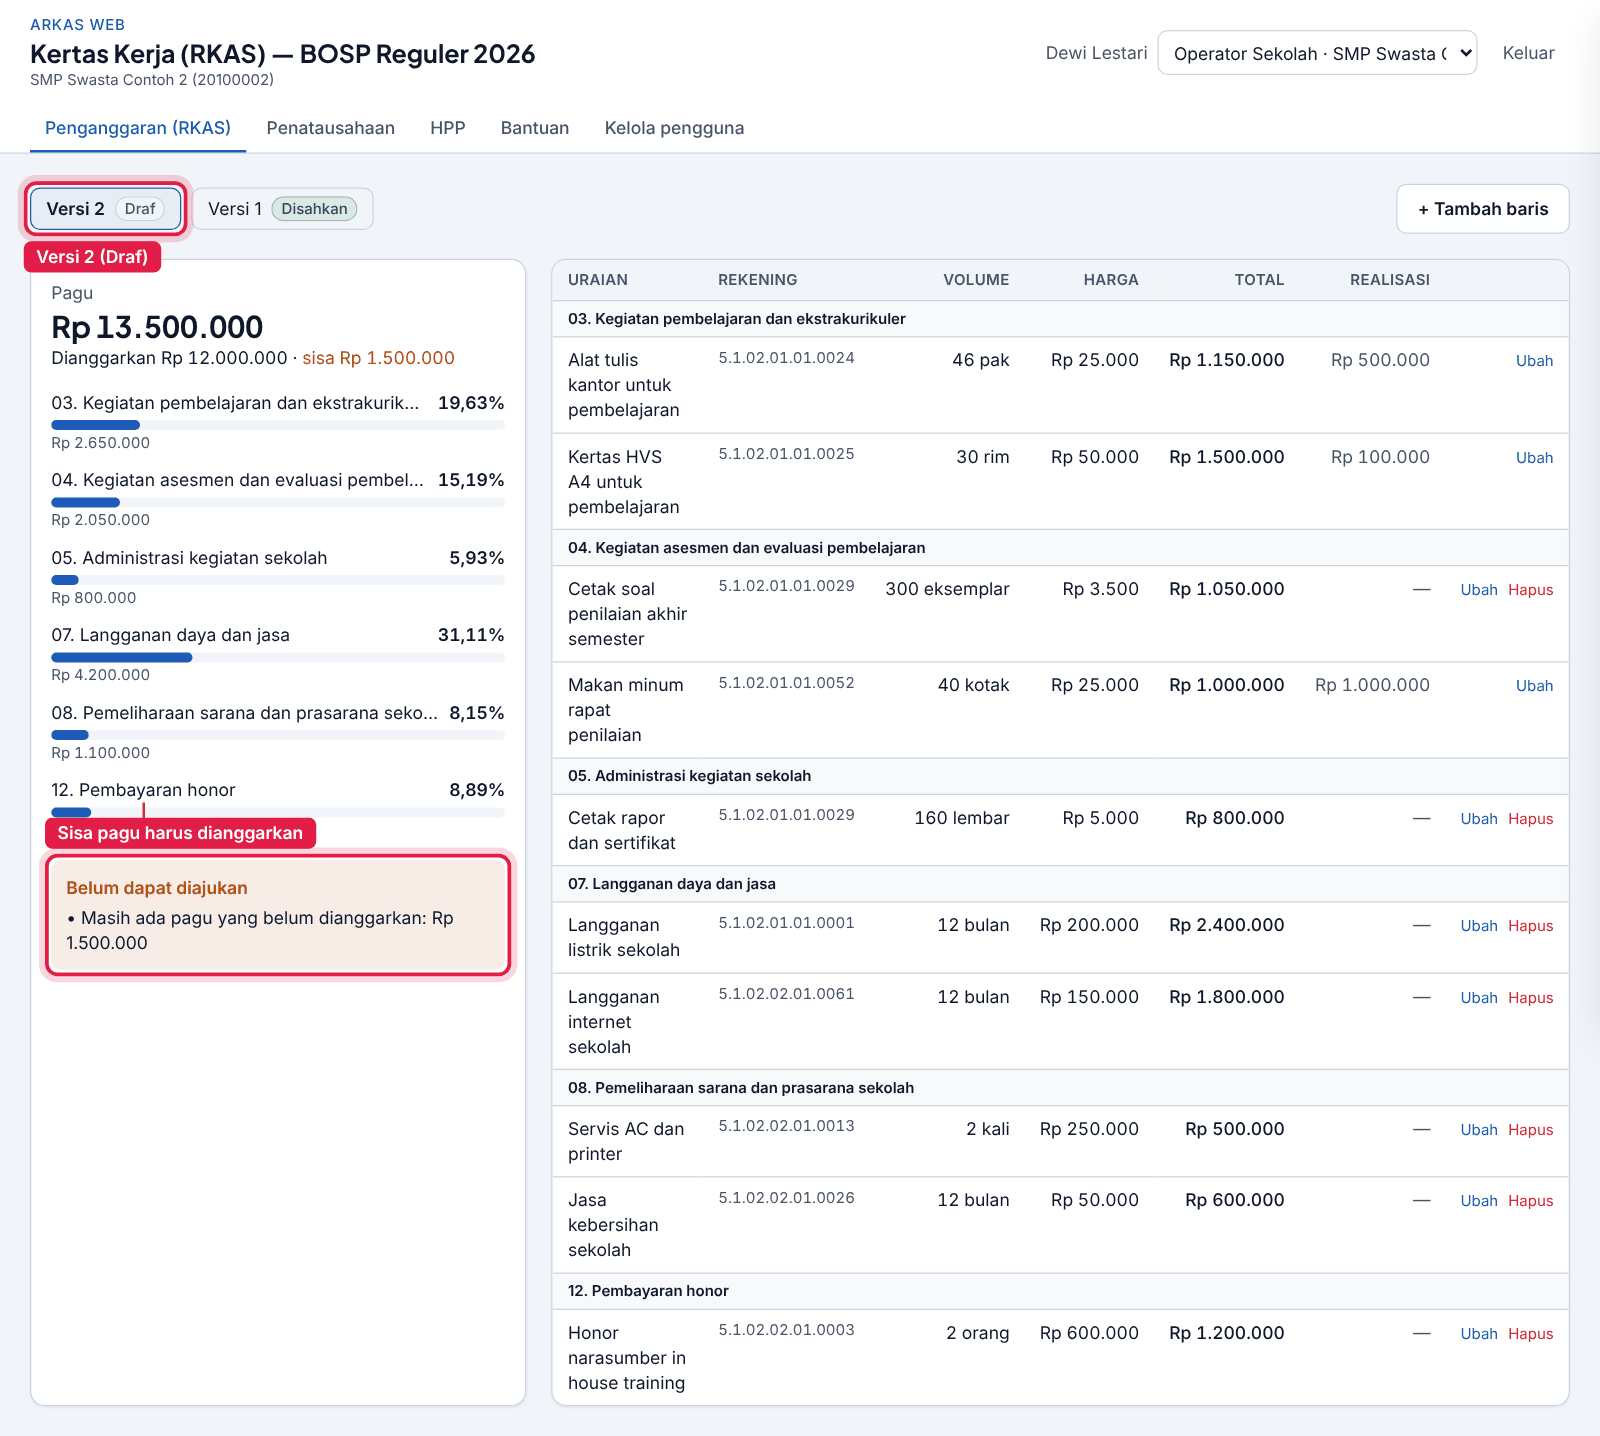 ARKAS WEB
Kertas Kerja (RKAS) — BOSP Reguler 2026
SMP Swasta Contoh 2 (20100002)
Dewi Lestari
Operator Sekolah · SMP Swasta C
Keluar
Penganggaran (RKAS) Penatausahaan HPP Bantuan Kelola pengguna
Versi 2 Draf Versi 1 Disahkan
+ Tambah baris
Versi 2 (Draf)
Pagu
Rp 13.500.000
Dianggarkan Rp 12.000.000 · sisa Rp 1.500.000
03. Kegiatan pembelajaran dan ekstrakurik... 19,63%
Rp 2.650.000
04. Kegiatan asesmen dan evaluasi pembel... 15,19%
Rp 2.050.000
05. Administrasi kegiatan sekolah 5,93%
Rp 800.000
07. Langganan daya dan jasa 31,11%
Rp 4.200.000
08. Pemeliharaan sarana dan prasarana seko... 8,15%
Rp 1.100.000
12. Pembayaran honor 8,89%
Sisa pagu harus dianggarkan
Belum dapat diajukan
• Masih ada pagu yang belum dianggarkan: Rp
1.500.000
URAIAN REKENING VOLUME HARGA TOTAL REALISASI
03. Kegiatan pembelajaran dan ekstrakurikuler
Alat tulis 5.1.02.01.01.0024 46 pak Rp 25.000 Rp 1.150.000 Rp 500.000 Ubah
kantor untuk
pembelajaran
Kertas HVS 5.1.02.01.01.0025 30 rim Rp 50.000 Rp 1.500.000 Rp 100.000 Ubah
A4 untuk
pembelajaran
04. Kegiatan asesmen dan evaluasi pembelajaran
Cetak soal 5.1.02.01.01.0029 300 eksemplar Rp 3.500 Rp 1.050.000 — Ubah Hapus
penilaian akhir
semester
Makan minum 5.1.02.01.01.0052 40 kotak Rp 25.000 Rp 1.000.000 Rp 1.000.000 Ubah
rapat
penilaian
05. Administrasi kegiatan sekolah
Cetak rapor 5.1.02.01.01.0029 160 lembar Rp 5.000 Rp 800.000 — Ubah Hapus
dan sertifikat
07. Langganan daya dan jasa
Langganan 5.1.02.02.01.0001 12 bulan Rp 200.000 Rp 2.400.000 — Ubah Hapus
listrik sekolah
Langganan 5.1.02.02.01.0061 12 bulan Rp 150.000 Rp 1.800.000 — Ubah Hapus
internet
sekolah
08. Pemeliharaan sarana dan prasarana sekolah
Servis AC dan 5.1.02.02.01.0013 2 kali Rp 250.000 Rp 500.000 — Ubah Hapus
printer
Jasa 5.1.02.02.01.0026 12 bulan Rp 50.000 Rp 600.000 — Ubah Hapus
kebersihan
sekolah
12. Pembayaran honor
Honor 5.1.02.02.01.0003 2 orang Rp 600.000 Rp 1.200.000 — Ubah Hapus
narasumber in
house training